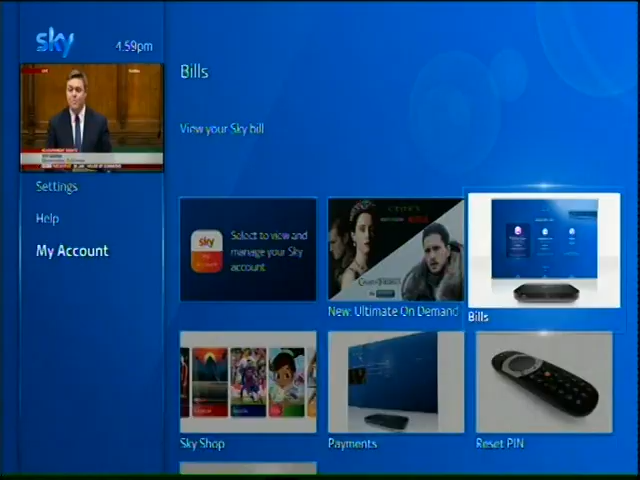 sky
4.59pm
Bills
View your Sky bill
Settings
Help
My Account
sky
Select to view and
manage your Sky
account
New: Ultimate On Demand
Bills
Sky Shop
Payments
Reset PIN